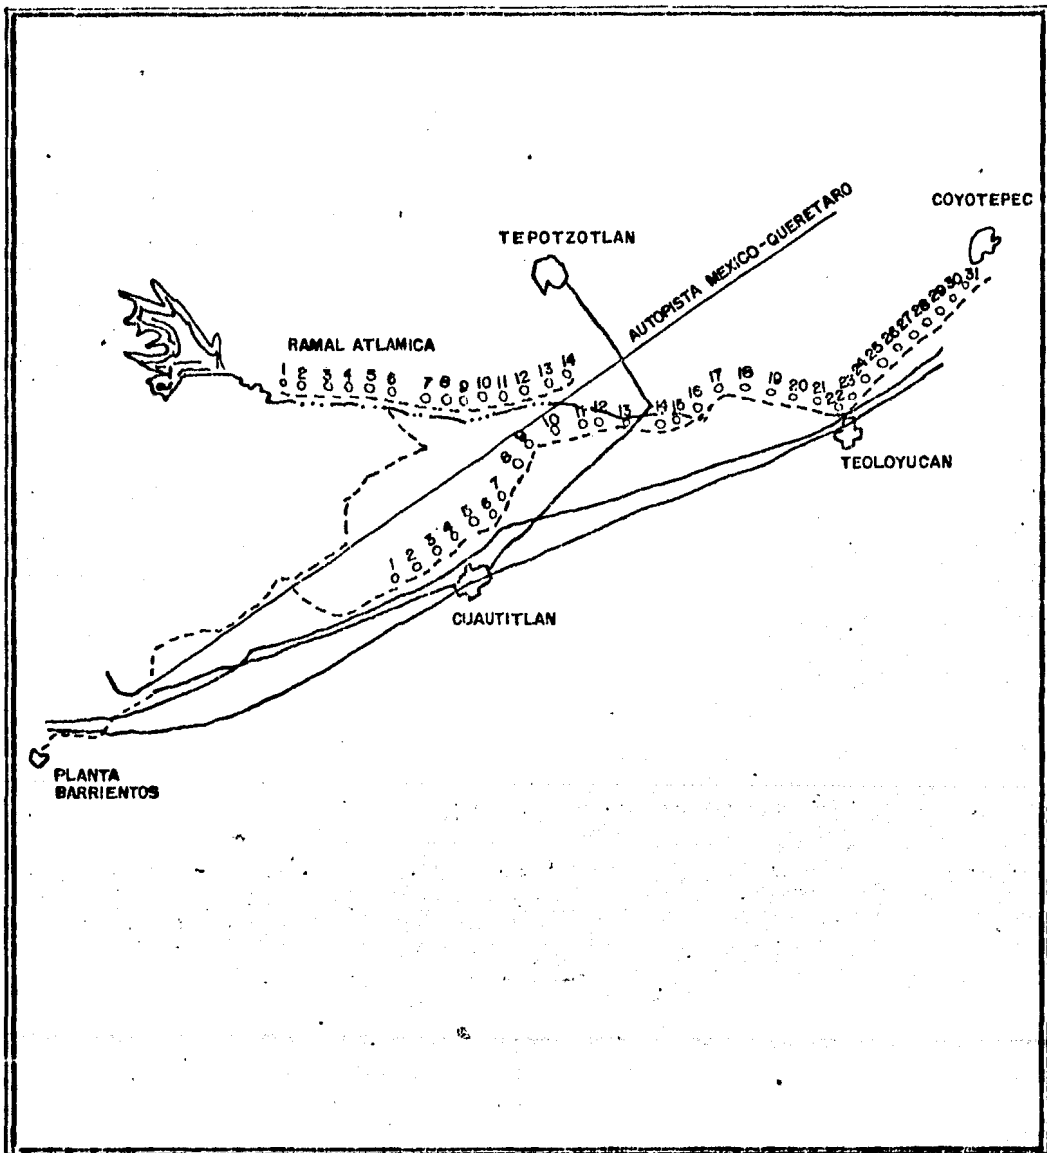 COYOTEPEC
TEPOTZOTLAN
AUTOPISTA MEXICO-QUERETARO
RAMAL ATLAMICA
1 2 3 4 5 6 7 8 9 10 11 12 13 14
1 2 3 4 5 6 7 8 9 10 11 12 13 14 15 16 17 18 19 20 21 22 23 24 25 26 27 28 29 30 31
TEOLOYUCAN
CUAUTITLAN
PLANTA
BARRIENTOS